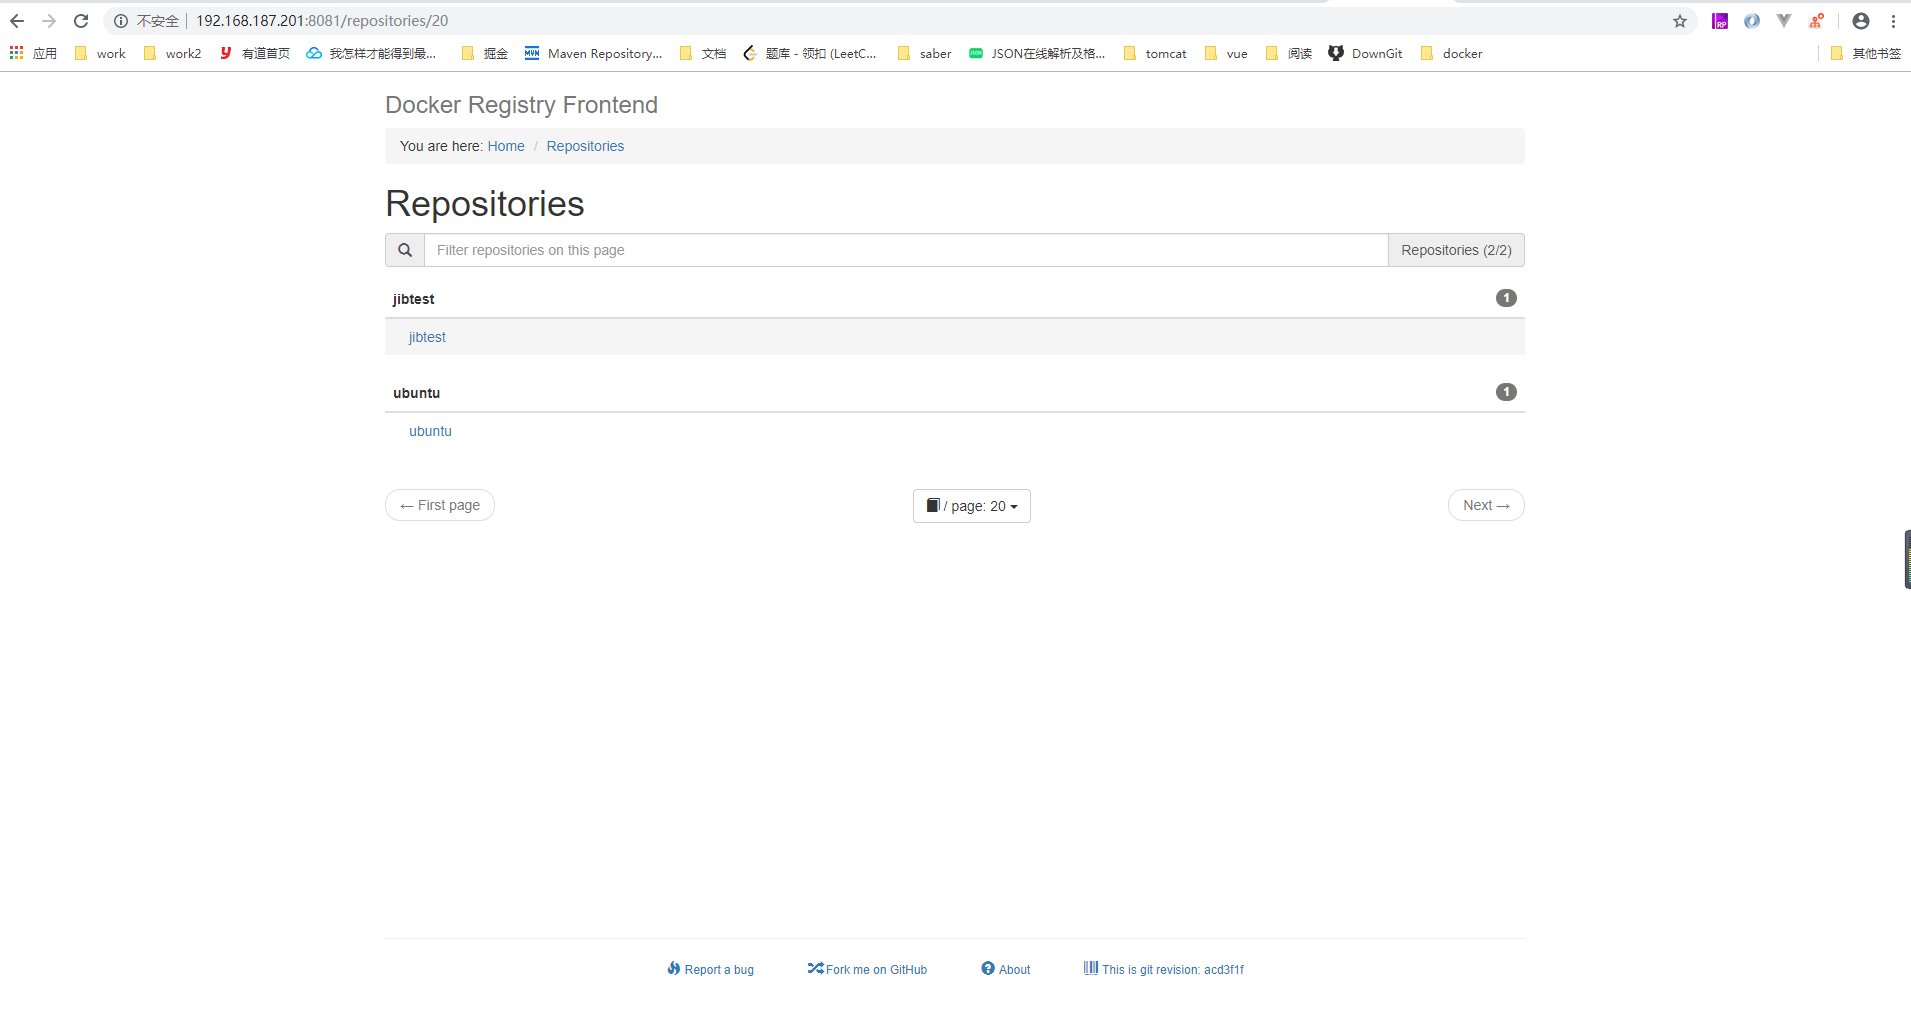 不安全 192.168.187.201:8081/repositories/20
应用 work work2 有道首页 我怎样才能得到最... 掘金 MVN Maven Repository... 文档 题库 - 领扣 (LeetC... saber JSON JSON在线解析及格... tomcat vue 阅读 DownGit docker 其他书签
Docker Registry Frontend
You are here: Home / Repositories
Repositories
Filter repositories on this page Repositories (2/2)
jibtest 1
jibtest
ubuntu 1
ubuntu
← First page / page: 20 Next →
Report a bug Fork me on GitHub About This is git revision: acd3f1f